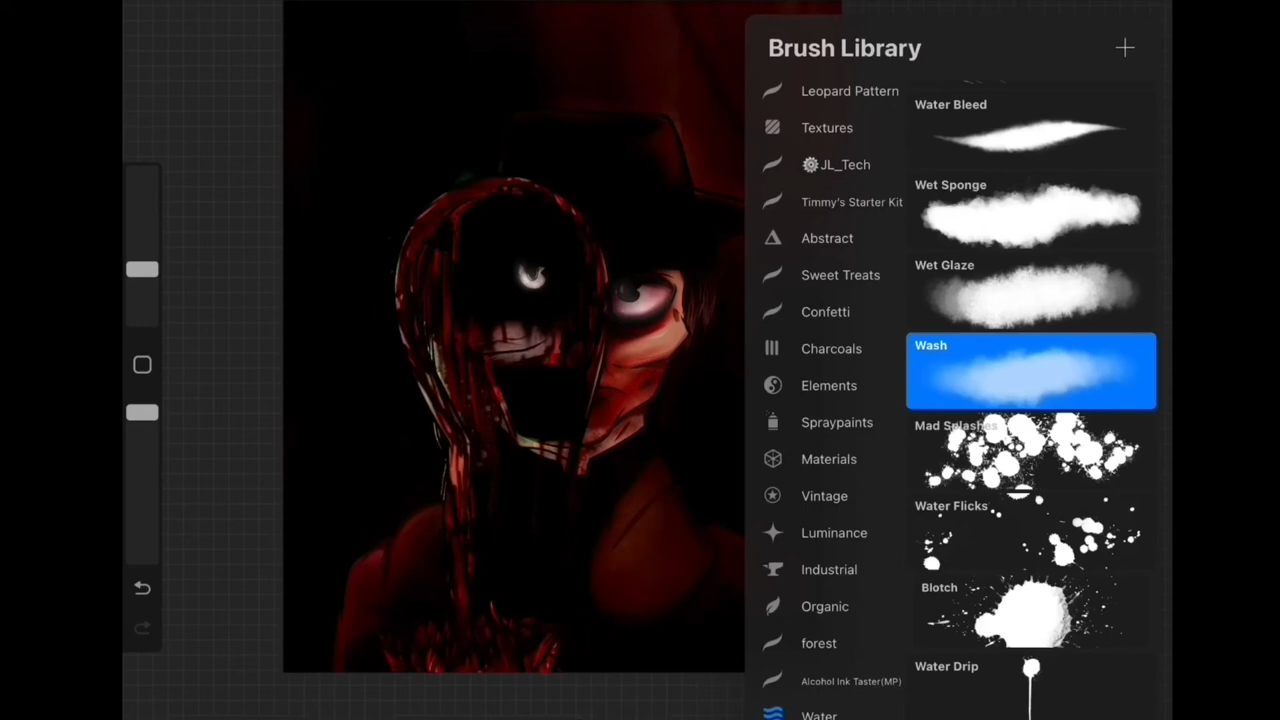 Brush Library
Leopard Pattern
Textures
JL_Tech
Timmy's Starter Kit
Abstract
Sweet Treats
Confetti
Charcoals
Elements
Spraypaints
Materials
Vintage
Luminance
Industrial
Organic
forest
Alcohol Ink Taster(MP)
Water
Water Bleed
Wet Sponge
Wet Glaze
Wash
Mad Splashes
Water Flicks
Blotch
Water Drip